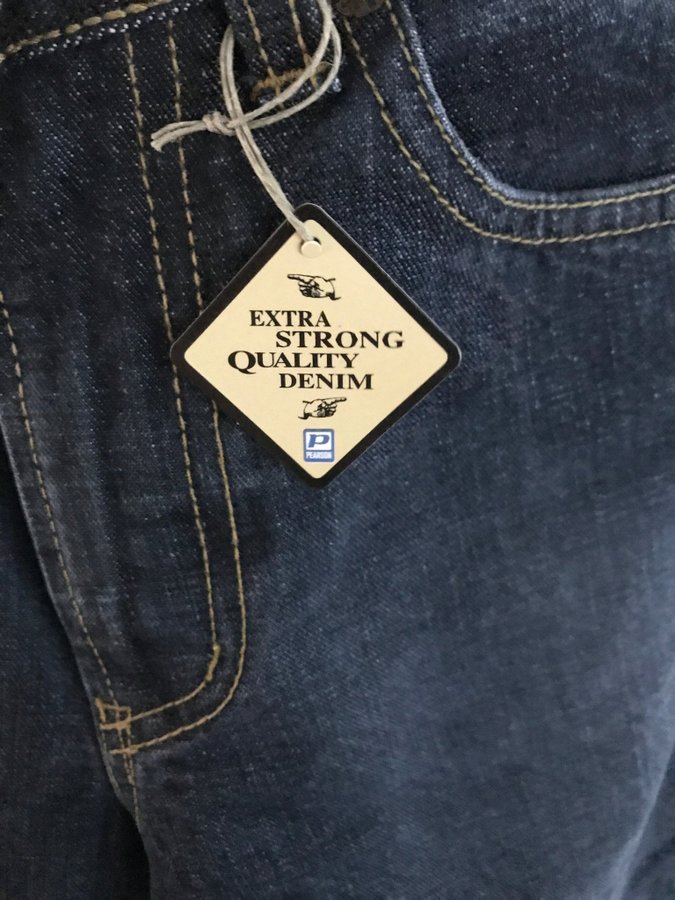 EXTRA
STRONG
QUALITY
DENIM
P
PEARSON